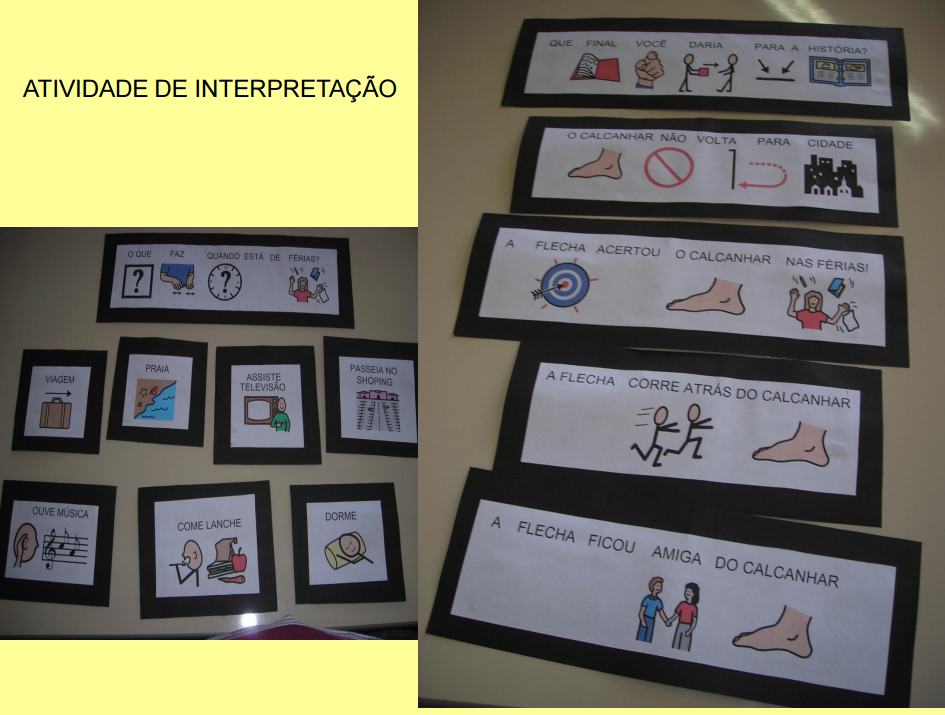 ATIVIDADE DE INTERPRETAÇÃO
O QUE FAZ QUANDO ESTÁ DE FÉRIAS?
?
?
VIAGEM
PRAIA
ASSISTE
TELEVISÃO
PASSEIA NO
SHOPING
OUVE MÚSICA
COME LANCHE
DORME
QUE FINAL VOCÊ DARIA PARA A HISTÓRIA?
O CALCANHAR NÃO VOLTA PARA CIDADE
A FLECHA ACERTOU O CALCANHAR NAS FÉRIAS!
A FLECHA CORRE ATRÁS DO CALCANHAR
A FLECHA FICOU AMIGA DO CALCANHAR